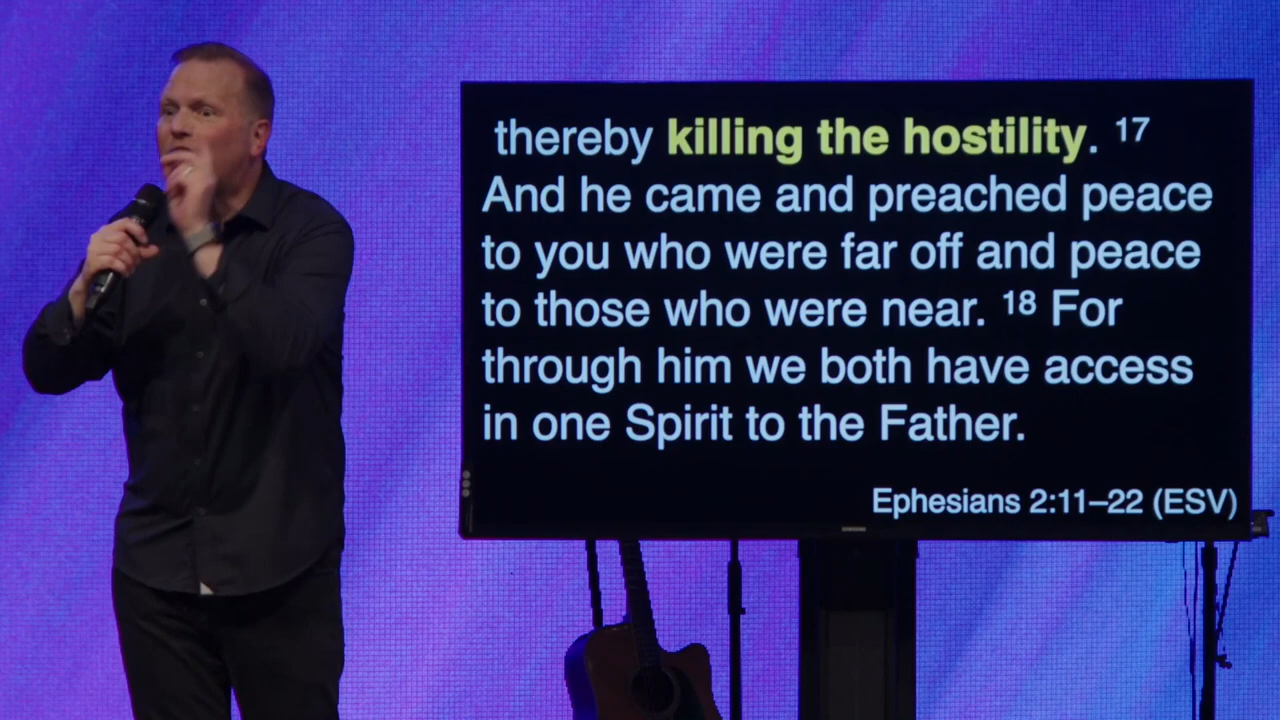 thereby killing the hostility. 17
And he came and preached peace
to you who were far off and peace
to those who were near. 18 For
through him we both have access
in one Spirit to the Father.
Ephesians 2:11–22 (ESV)